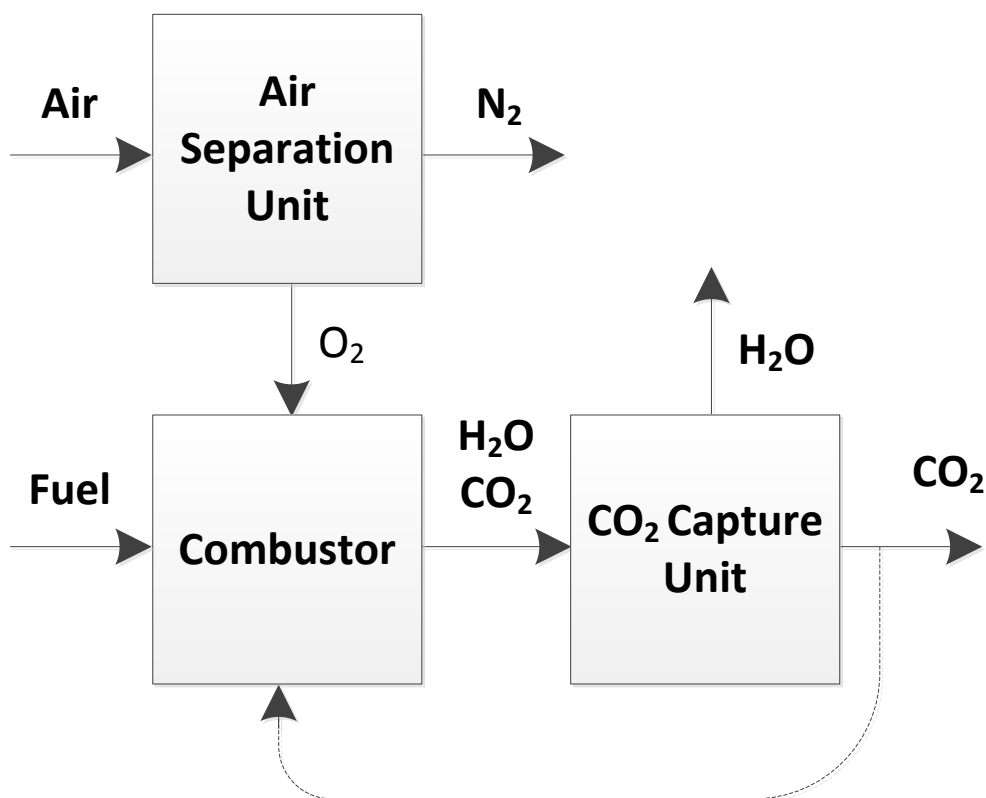 Air
Air
Separation
Unit
N₂
O₂
H₂O
Fuel
Combustor
H₂O
CO₂
CO₂ Capture
Unit
CO₂